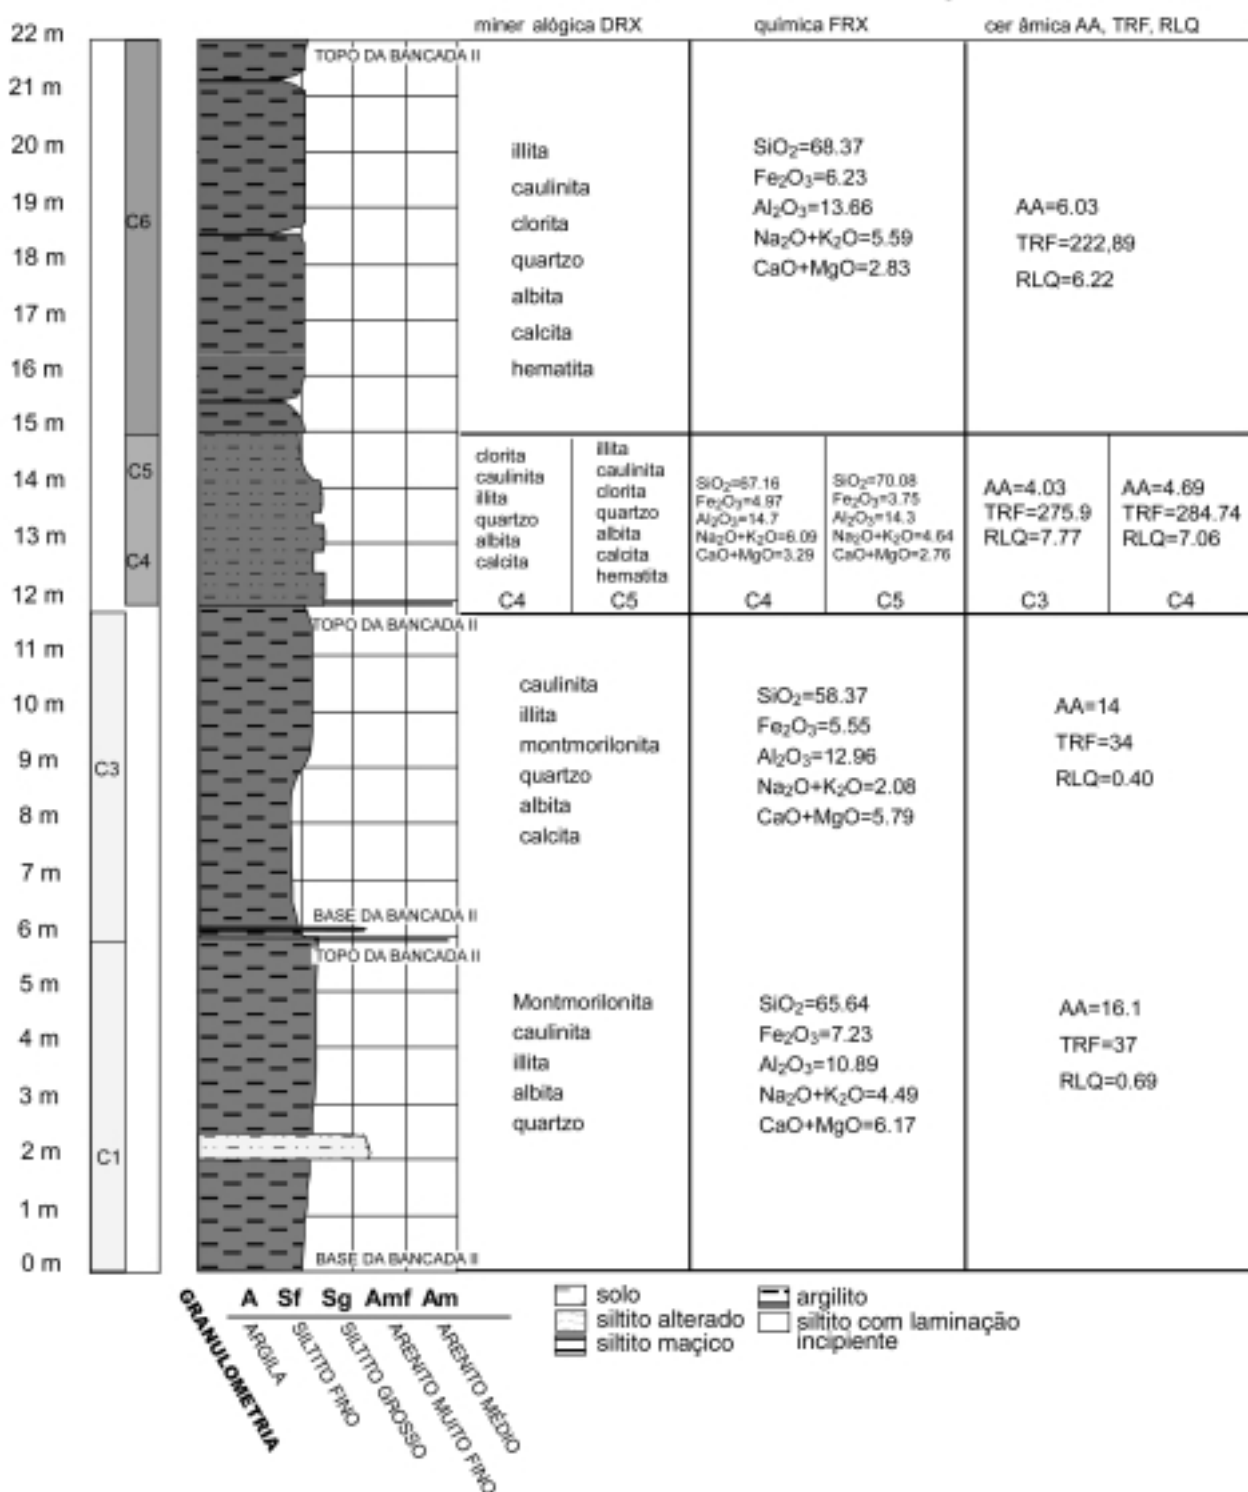 miner alógica DRX
química FRX
cer âmica AA, TRF, RLQ
22 m
21 m
20 m
19 m
18 m
17 m
16 m
15 m
14 m
13 m
12 m
11 m
10 m
9 m
8 m
7 m
6 m
5 m
4 m
3 m
2 m
1 m
0 m
C6
C5
C4
C3
C1
TOPO DA BANCADA II
illita
caulinita
clorita
quartzo
albita
calcita
hematita
SiO₂=68.37
Fe₂O₃=6.23
Al₂O₃=13.66
Na₂O+K₂O=5.59
CaO+MgO=2.83
AA=6.03
TRF=222,89
RLQ=6.22
clorita
caulinita
illita
quartzo
albita
calcita
C4
illita
caulinita
clorita
quartzo
albita
calcita
hematita
C5
SiO₂=67.16
Fe₂O₃=4.97
Al₂O₃=14.7
Na₂O+K₂O=6.09
CaO+MgO=3.29
C4
SiO₂=70.08
Fe₂O₃=3.75
Al₂O₃=14.3
Na₂O+K₂O=4.64
CaO+MgO=2.76
C5
AA=4.03
TRF=275.9
RLQ=7.77
C3
AA=4.69
TRF=284.74
RLQ=7.06
C4
TOPO DA BANCADA II
caulinita
illita
montmorilonita
quartzo
albita
calcita
SiO₂=58.37
Fe₂O₃=5.55
Al₂O₃=12.96
Na₂O+K₂O=2.08
CaO+MgO=5.79
AA=14
TRF=34
RLQ=0.40
BASE DA BANCADA II
TOPO DA BANCADA II
Montmorilonita
caulinita
illita
albita
quartzo
SiO₂=65.64
Fe₂O₃=7.23
Al₂O₃=10.89
Na₂O+K₂O=4.49
CaO+MgO=6.17
AA=16.1
TRF=37
RLQ=0.69
BASE DA BANCADA II
GRANULOMETRIA
A Sf Sg Amf Am
ARGILA
SILTITO FINO
SILTITO GROSSO
ARENITO MUITO FINO
ARENITO MÉDIO
solo
siltito alterado
siltito maçico
argilito
siltito com laminação
incipiente